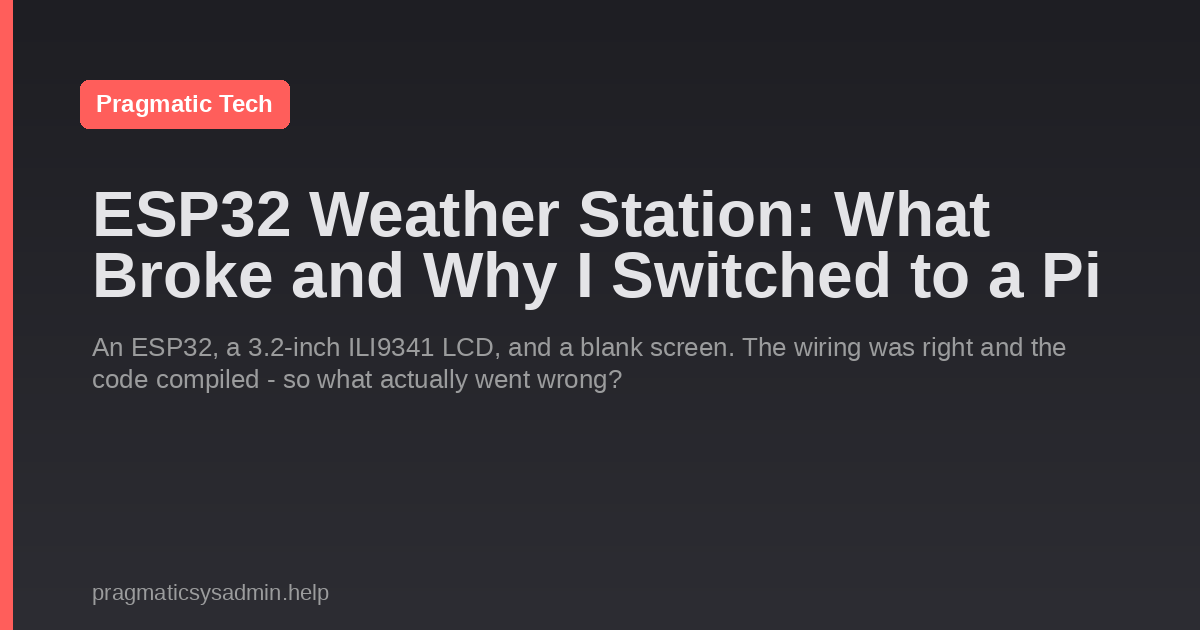 Pragmatic Tech
ESP32 Weather Station: What
Broke and Why I Switched to a Pi
An ESP32, a 3.2-inch ILI9341 LCD, and a blank screen. The wiring was right and the
code compiled - so what actually went wrong?
pragmaticsysadmin.help